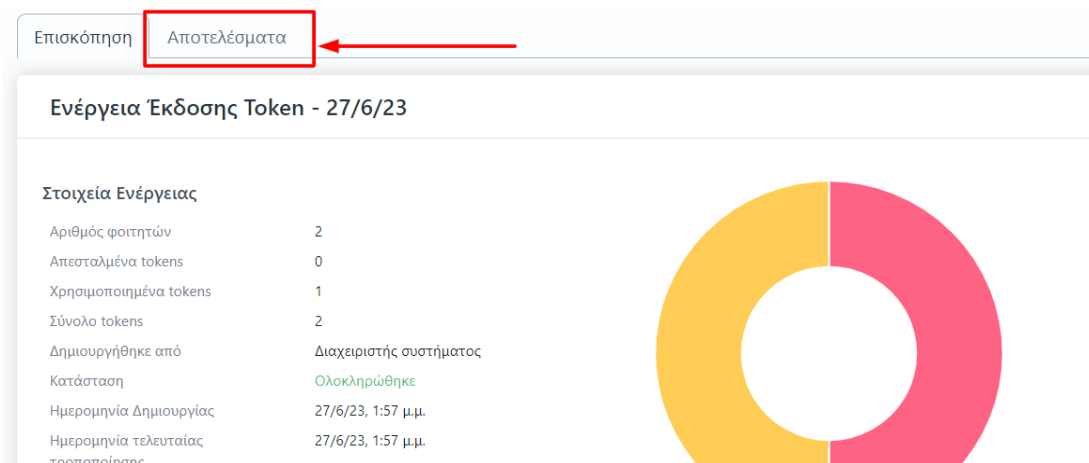 Επισκόπηση Αποτελέσματα
Ενέργεια Έκδοσης Token - 27/6/23
Στοιχεία Ενέργειας
Αριθμός φοιτητών 2
Απεσταλμένα tokens 0
Χρησιμοποιημένα tokens 1
Σύνολο tokens 2
Δημιουργήθηκε από Διαχειριστής συστήματος
Κατάσταση Ολοκληρώθηκε
Ημερομηνία Δημιουργίας 27/6/23, 1:57 μ.μ.
Ημερομηνία τελευταίας 27/6/23, 1:57 μ.μ.
τροποποίησης